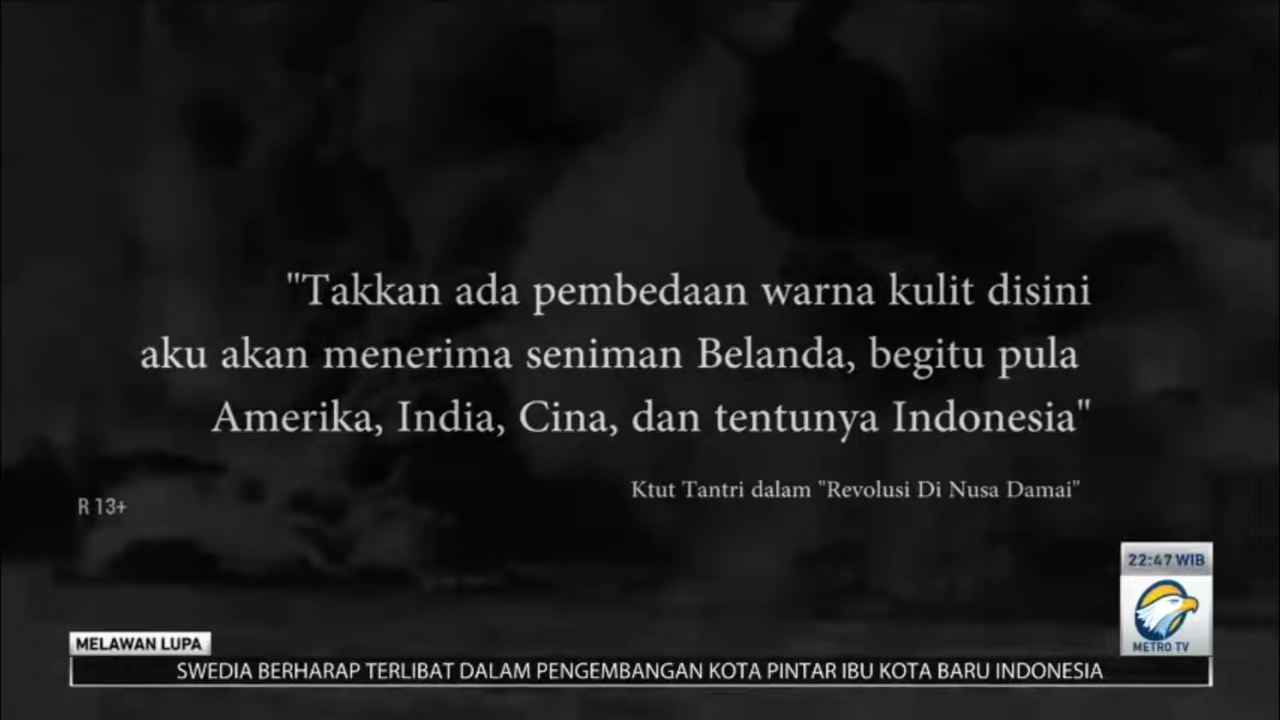 "Takkan ada pembedaan warna kulit disini
aku akan menerima seniman Belanda, begitu pula
Amerika, India, Cina, dan tentunya Indonesia"
Ktut Tantri dalam "Revolusi Di Nusa Damai"
R 13+
22:47 WIB
METRO TV
MELAWAN LUPA
SWEDIA BERHARAP TERLIBAT DALAM PENGEMBANGAN KOTA PINTAR IBU KOTA BARU INDONESIA